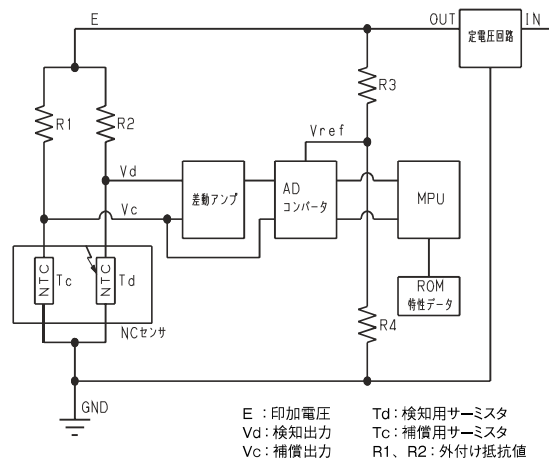 E
OUT
IN
定電圧回路
R1
R2
R3
Vref
Vd
差動アンプ
AD
コンバータ
MPU
Vc
NTC
Tc
NTC
Td
ROM
特性データ
NCセンサ
R4
GND
E:印加電圧 Td:検知用サーミスタ
Vd:検知出力 Tc:補償用サーミスタ
Vc:補償出力 R1、R2:外付け抵抗値